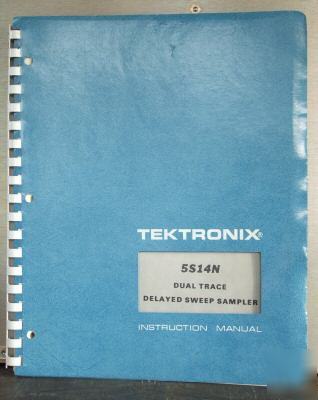 TEKTRONIX®
5S14N
DUAL TRACE
DELAYED SWEEP SAMPLER
INSTRUCTION MANUAL